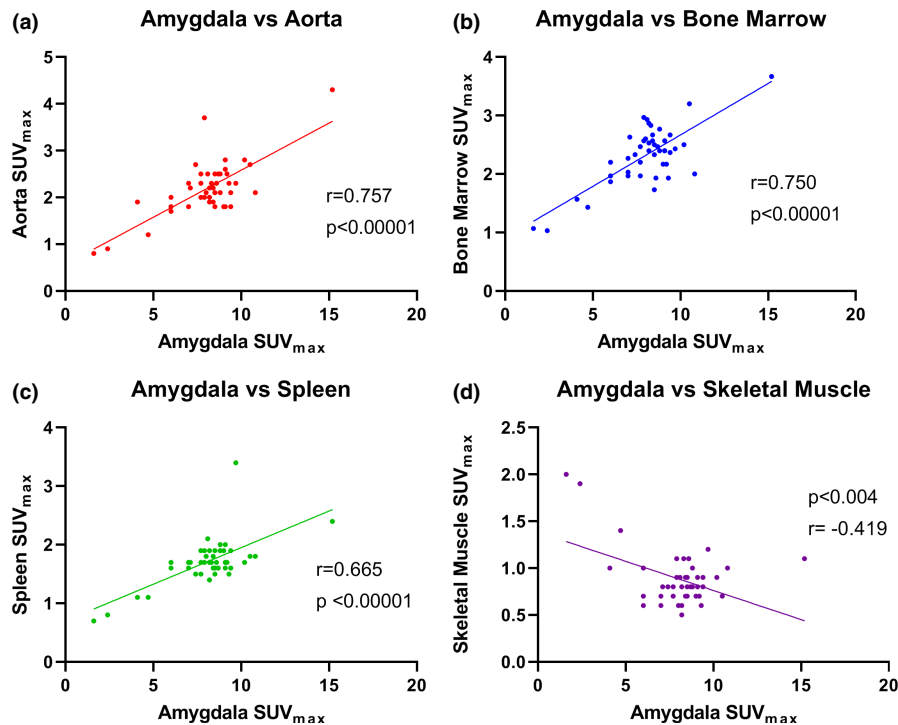 (a)
Amygdala vs Aorta
5
4
3
2
1
0
Aorta SUVmax
r=0.757
p<0.00001
0 5 10 15 20
Amygdala SUVmax
(b)
Amygdala vs Bone Marrow
4
3
2
1
0
Bone Marrow SUVmax
r=0.750
p<0.00001
0 5 10 15 20
Amygdala SUVmax
(c)
Amygdala vs Spleen
4
3
2
1
0
Spleen SUVmax
r=0.665
p <0.00001
0 5 10 15 20
Amygdala SUVmax
(d)
Amygdala vs Skeletal Muscle
2.5
2.0
1.5
1.0
0.5
0.0
Skeletal Muscle SUVmax
p<0.004
r= -0.419
0 5 10 15 20
Amygdala SUVmax